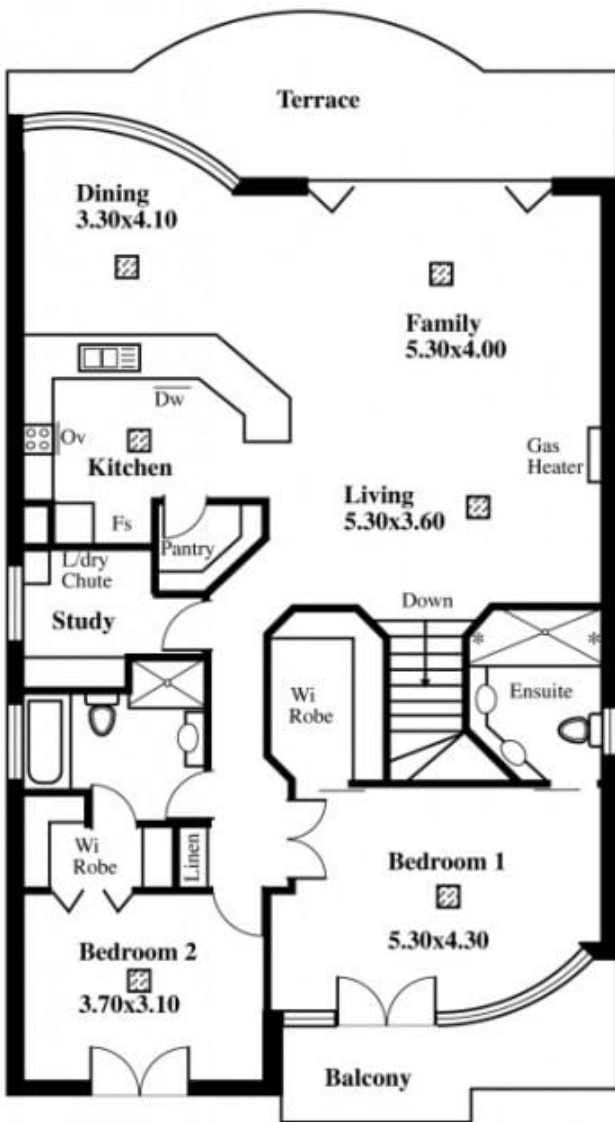 Terrace
Dining
3.30x4.10
Family
5.30x4.00
Dw
Ov
Kitchen
Gas
Heater
Living
5.30x3.60
Fs
Pantry
L/dry
Chute
Study
Down
Wi
Robe
Ensuite
Wi
Robe
Linen
Bedroom 1
5.30x4.30
Bedroom 2
3.70x3.10
Balcony